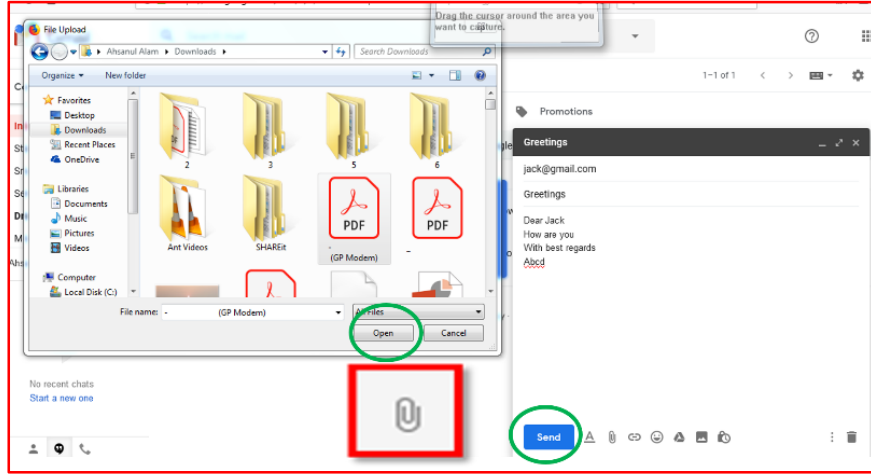 Drag the cursor around the area you
want to capture.
File Upload
Ahsanul Alam ▸ Downloads ▸
Search Downloads
Organize ▾ New folder
Favorites
Desktop
Downloads
Recent Places
OneDrive
Libraries
Documents
Music
Pictures
Videos
Computer
Local Disk (C:)
2
3
5
6
Ant Videos
SHAREit
PDF
-
(GP Modem)
PDF
_
File name: - (GP Modem)
All Files
Open
Cancel
No recent chats
Start a new one
1–1 of 1
Promotions
Greetings
jack@gmail.com
Greetings
Dear Jack
How are you
With best regards
Abcd
Send